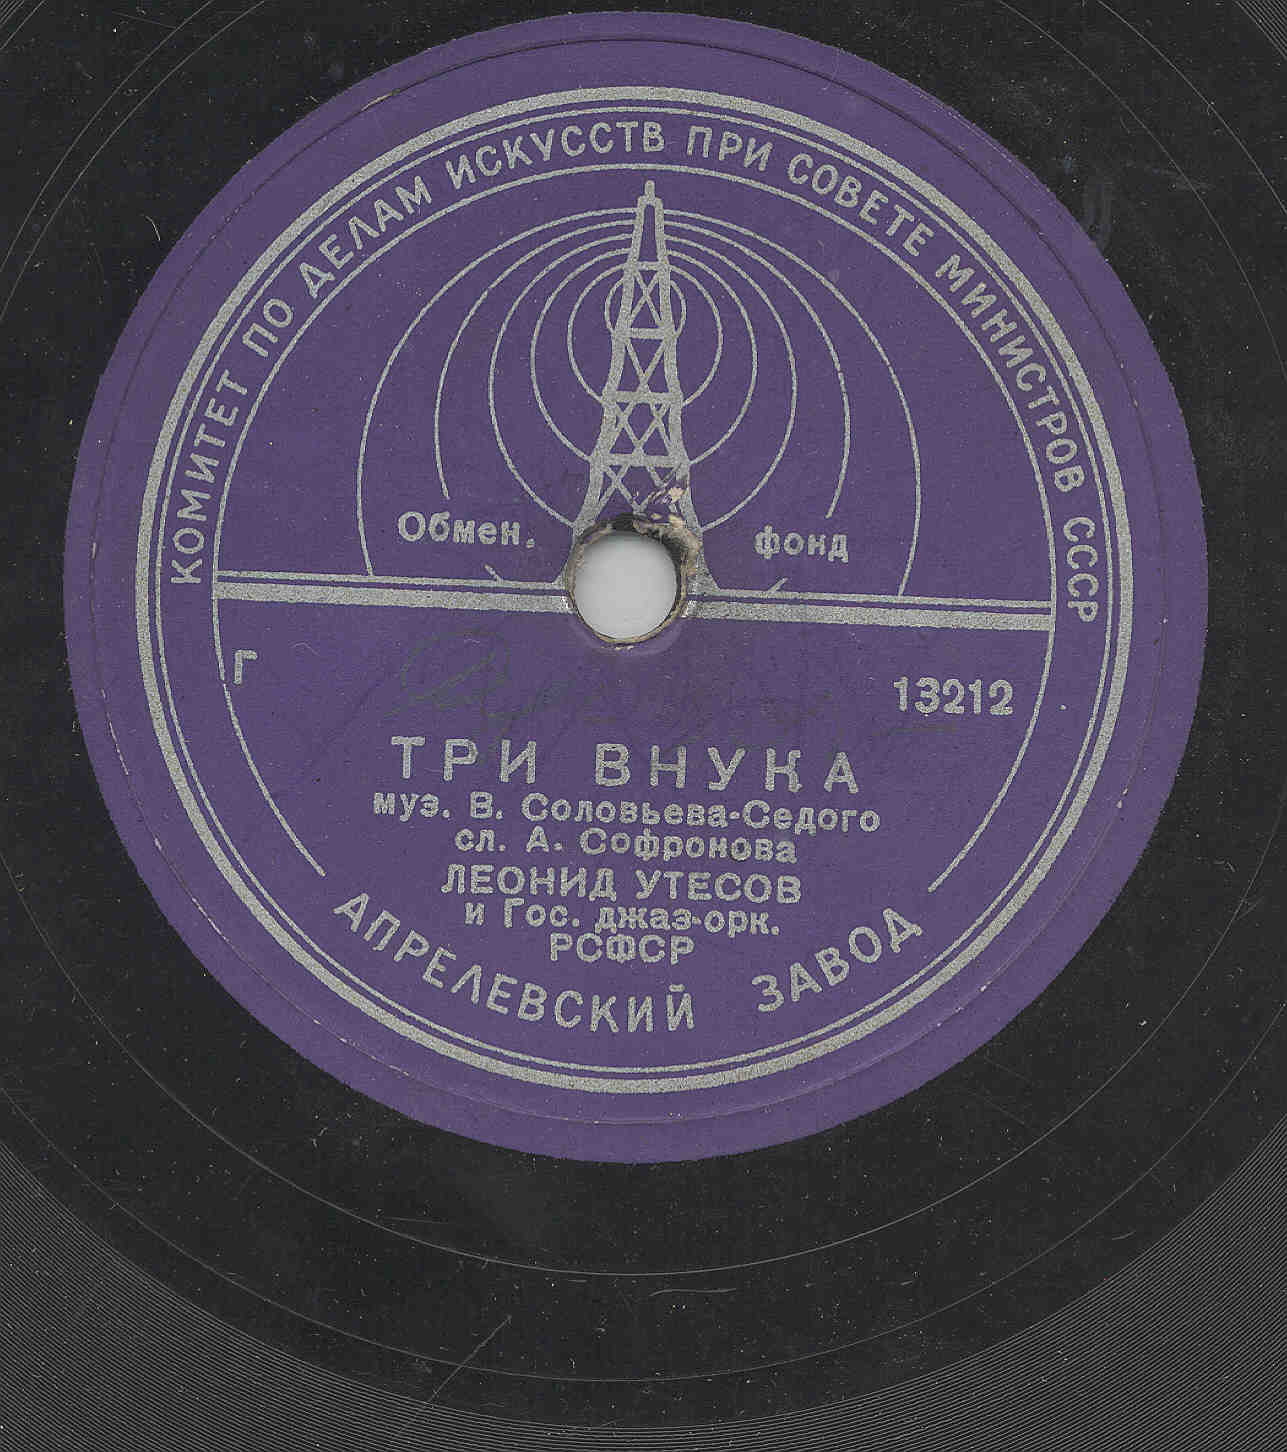 КОМИТЕТ ПО ДЕЛАМ ИСКУССТВ ПРИ СОВЕТЕ МИНИСТРОВ СССР
Обмен. фонд
Г 13212
ТРИ ВНУКА
муз. В. Соловьева-Седого
сл. А. Софронова
ЛЕОНИД УТЕСОВ
и Гос. джаз-орк.
РСФСР
АПРЕЛЕВСКИЙ ЗАВОД